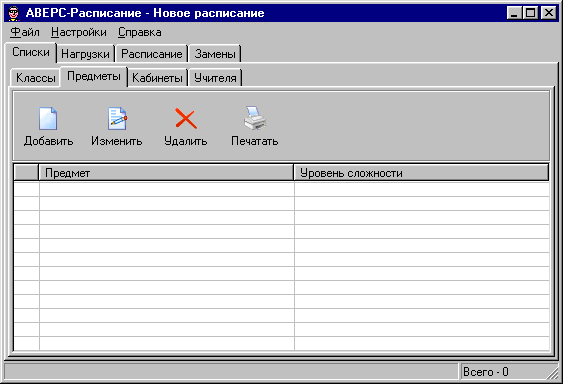 АВЕРС-Расписание - Новое расписание
Файл Настройки Справка
Списки Нагрузки Расписание Замены
Классы Предметы Кабинеты Учителя
Добавить Изменить Удалить Печатать
Предмет Уровень сложности
Всего - 0